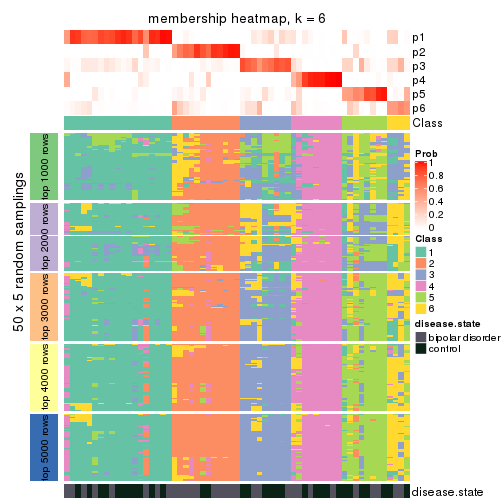 membership heatmap, k = 6
p1
p2
p3
p4
p5
p6
Class
50 x 5 random samplings
top 1000 rows
top 2000 rows
top 3000 rows
top 4000 rows
top 5000 rows
Prob
1
0.8
0.6
0.4
0.2
0
Class
1
2
3
4
5
6
disease.state
bipolar disorder
control
disease.state